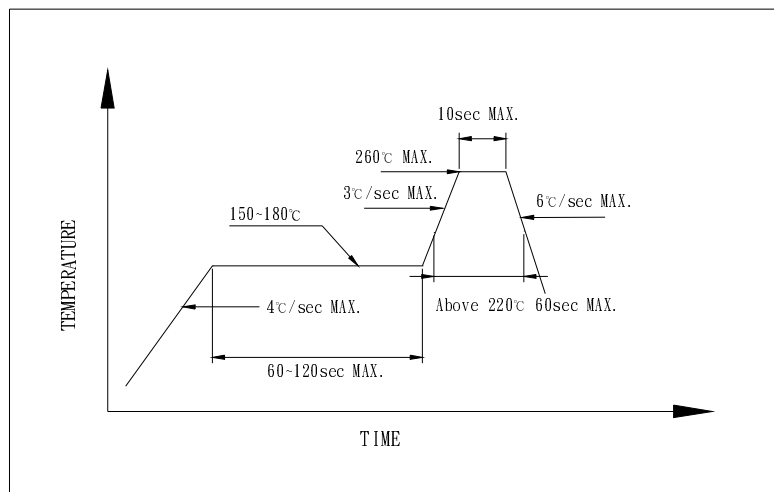 10sec MAX.
260℃ MAX.
3℃/sec MAX.
6℃/sec MAX.
150~180℃
TEMPERATURE
4℃/sec MAX.
Above 220℃ 60sec MAX.
60~120sec MAX.
TIME